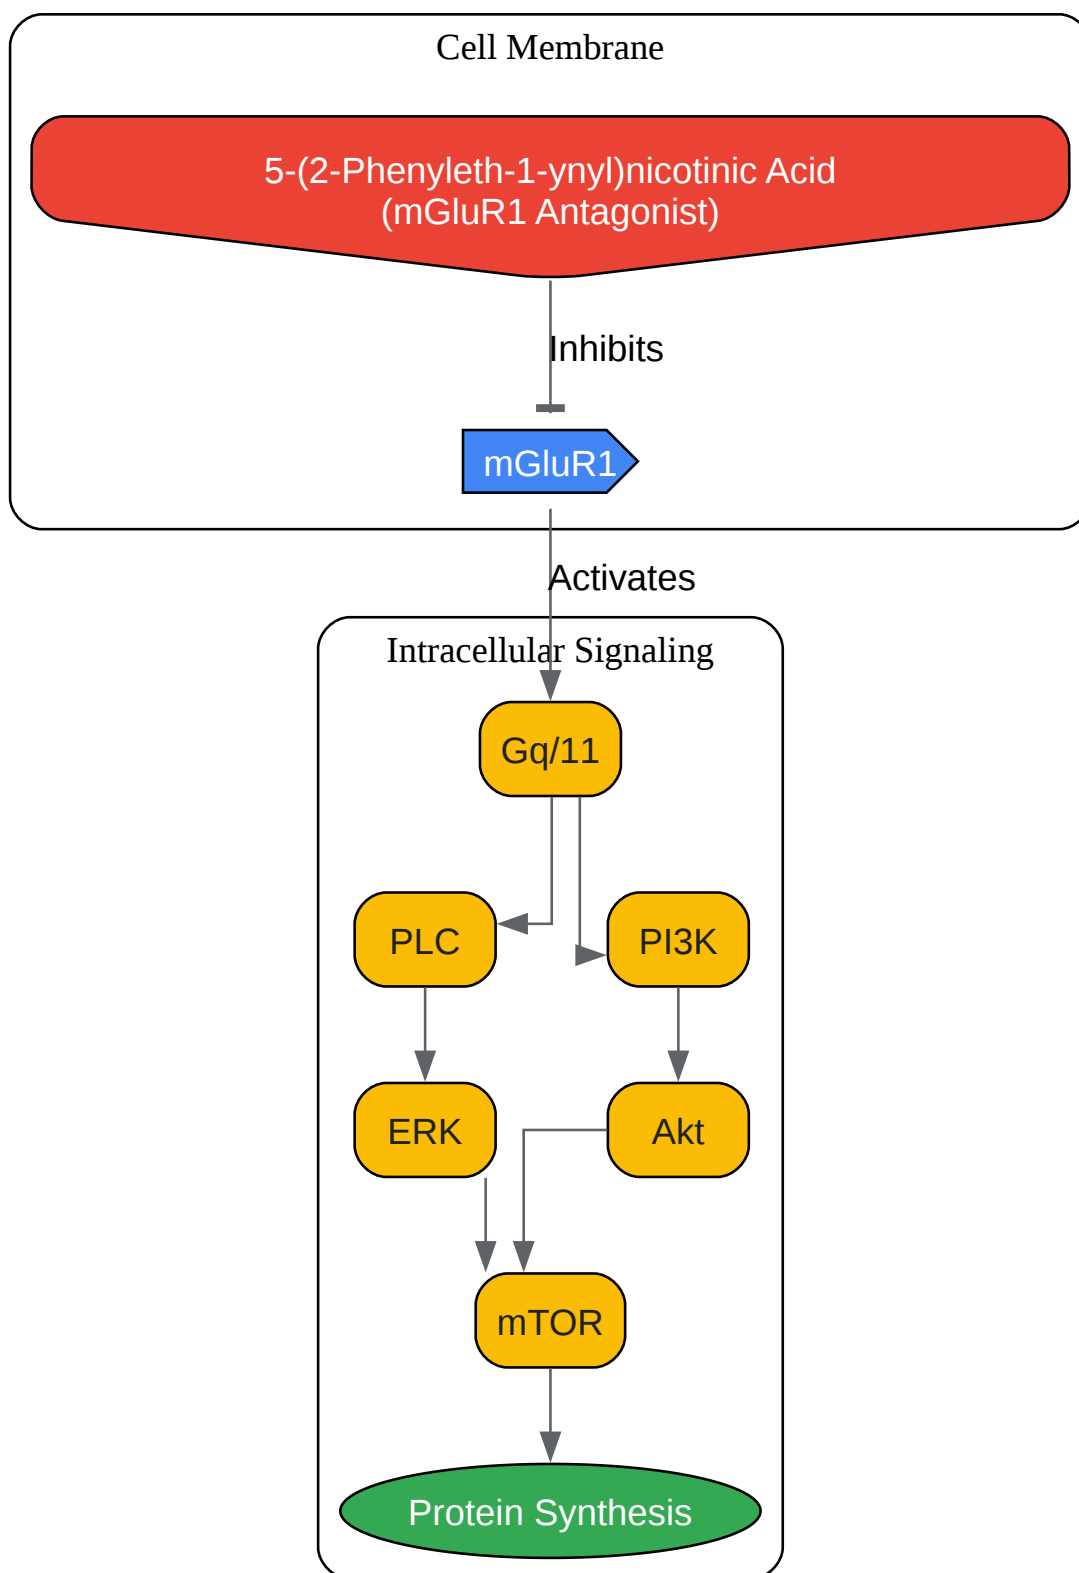 Cell Membrane
5-(2-Phenyleth-1-ynyl)nicotinic Acid
(mGluR1 Antagonist)
Inhibits
mGluR1
Activates
Intracellular Signaling
Gq/11
PLC
PI3K
ERK
Akt
mTOR
Protein Synthesis